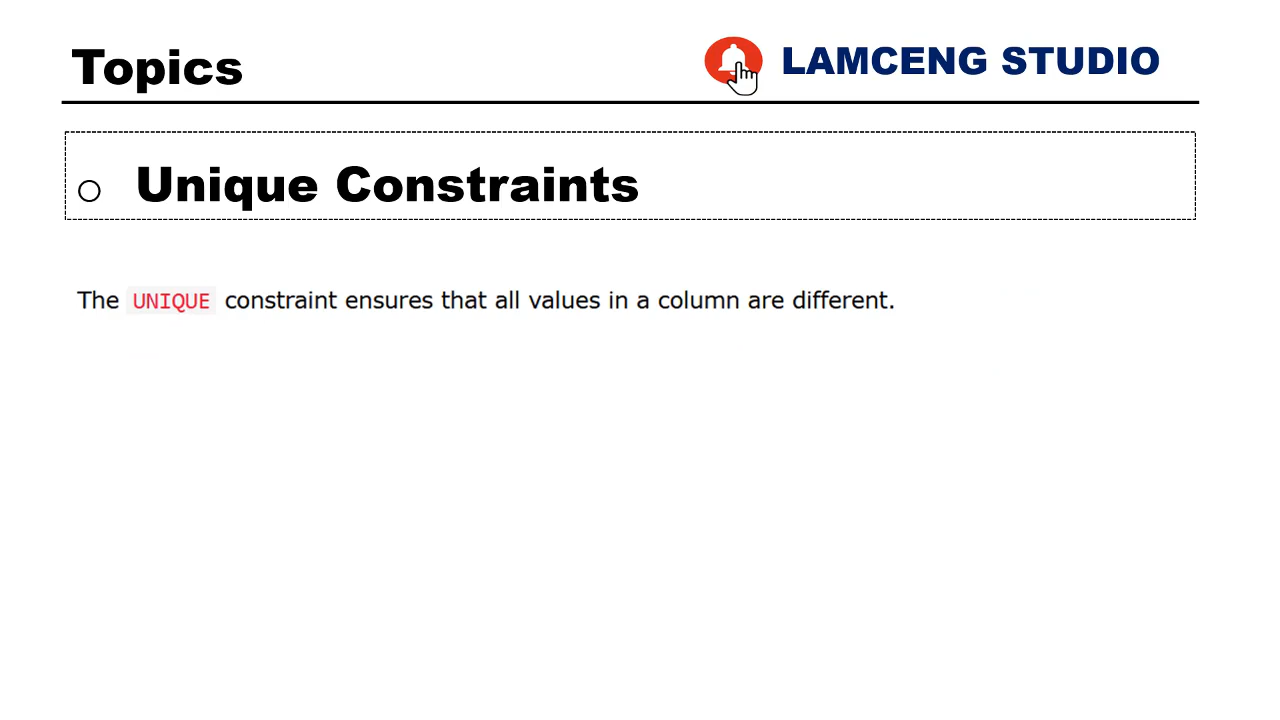 Topics
LAMCENG STUDIO
Unique Constraints
The UNIQUE constraint ensures that all values in a column are different.